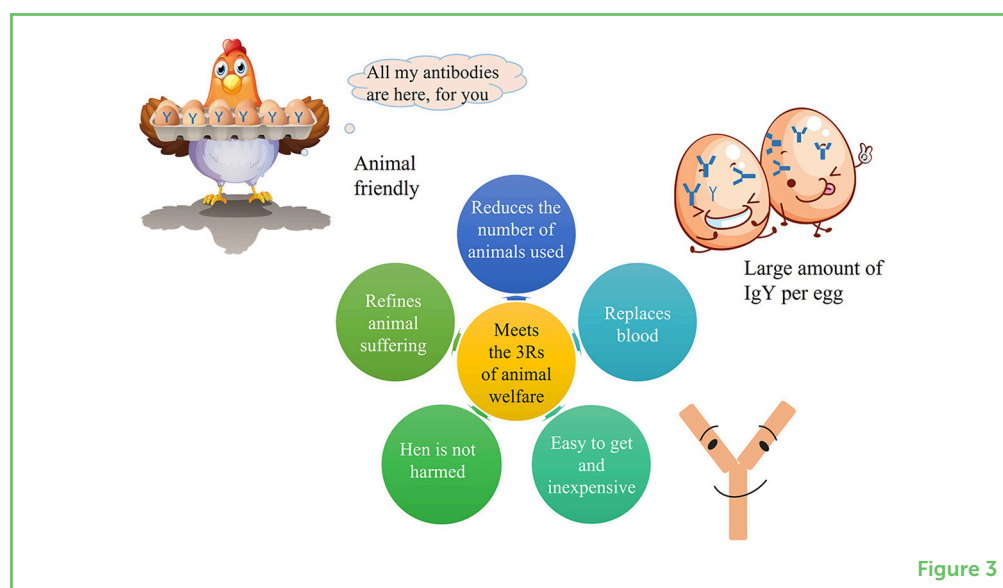 All my antibodies
are here, for you
Y Y Y Y Y Y
Animal
friendly
Reduces the
number of
animals used
Large amount of
IgY per egg
Refines
animal
suffering
Replaces
blood
Meets
the 3Rs
of animal
welfare
Hen is not
harmed
Easy to get
and
inexpensive
Figure 3